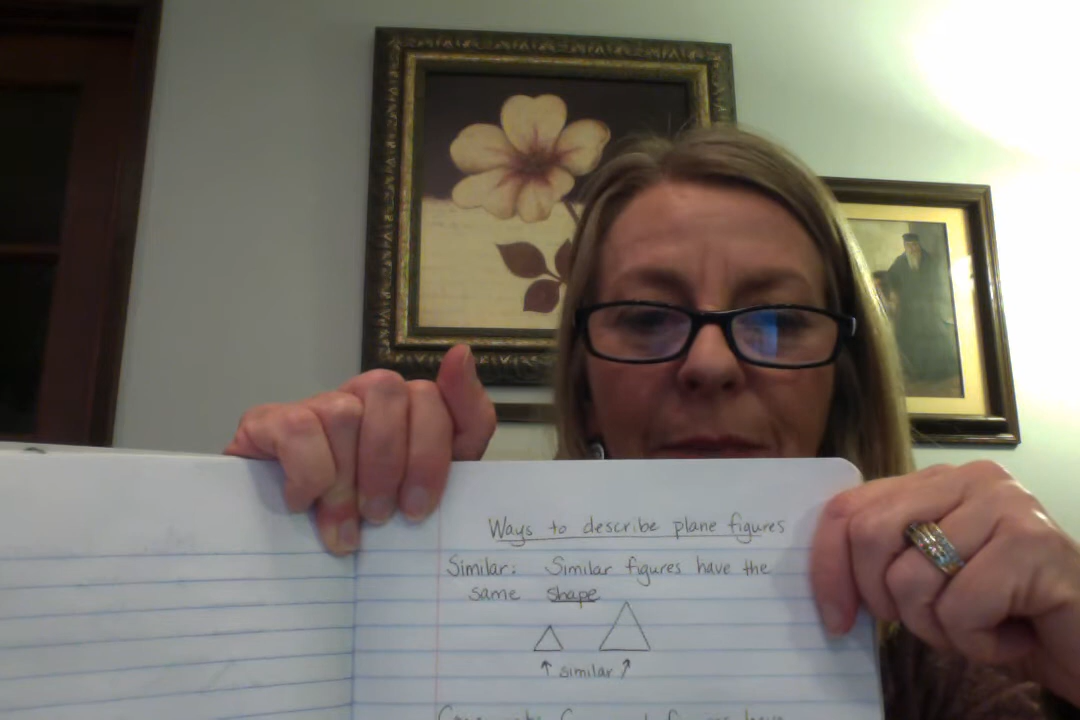 Ways to describe plane figures
Similar: Similar figures have the
same shape
↑ similar ↑